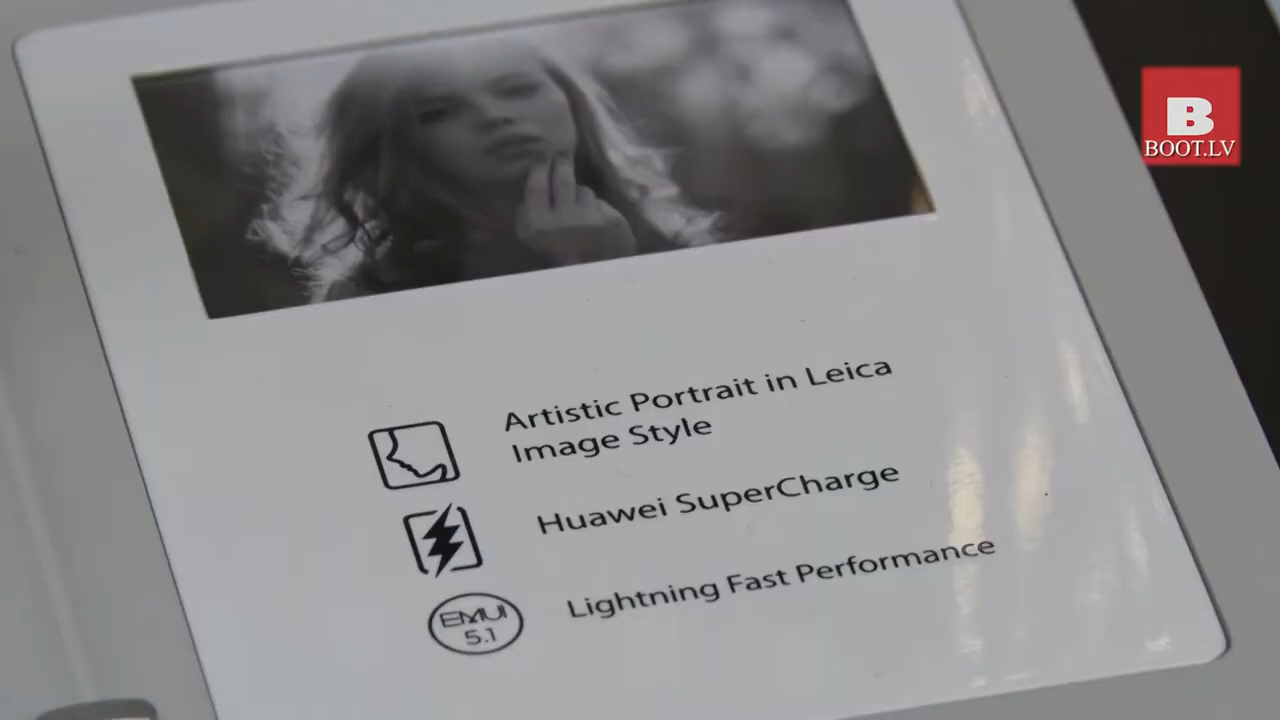 B
BOOT.LV
Artistic Portrait in Leica
Image Style
Huawei SuperCharge
EMUI
5.1
Lightning Fast Performance